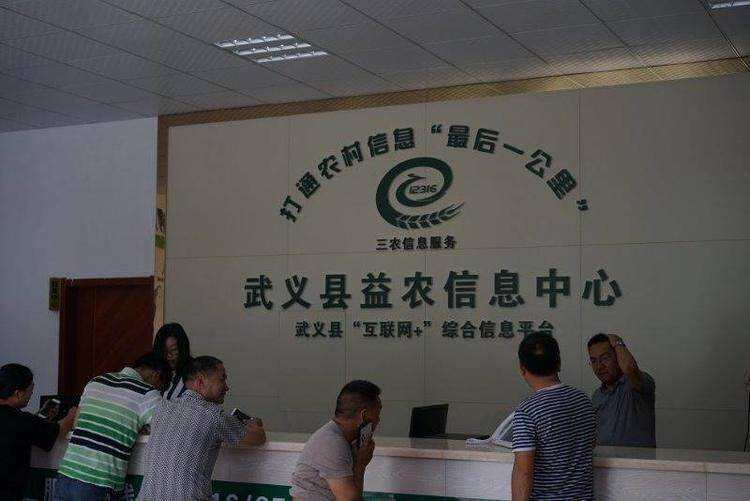 打通农村信息“最后一公里”
12316
三农信息服务
武义县益农信息中心
武义县“互联网+”综合信息平台